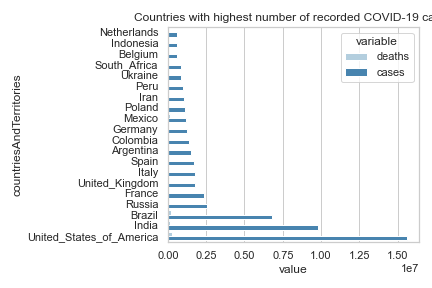 Countries with highest number of recorded COVID-19 ca
Netherlands
Indonesia
Belgium
South_Africa
Ukraine
Peru
Iran
Poland
Mexico
Germany
Colombia
Argentina
Spain
Italy
United_Kingdom
France
Russia
Brazil
India
United_States_of_America
countriesAndTerritories
variable
deaths
cases
0.00 0.25 0.50 0.75 1.00 1.25 1.50
1e7
value